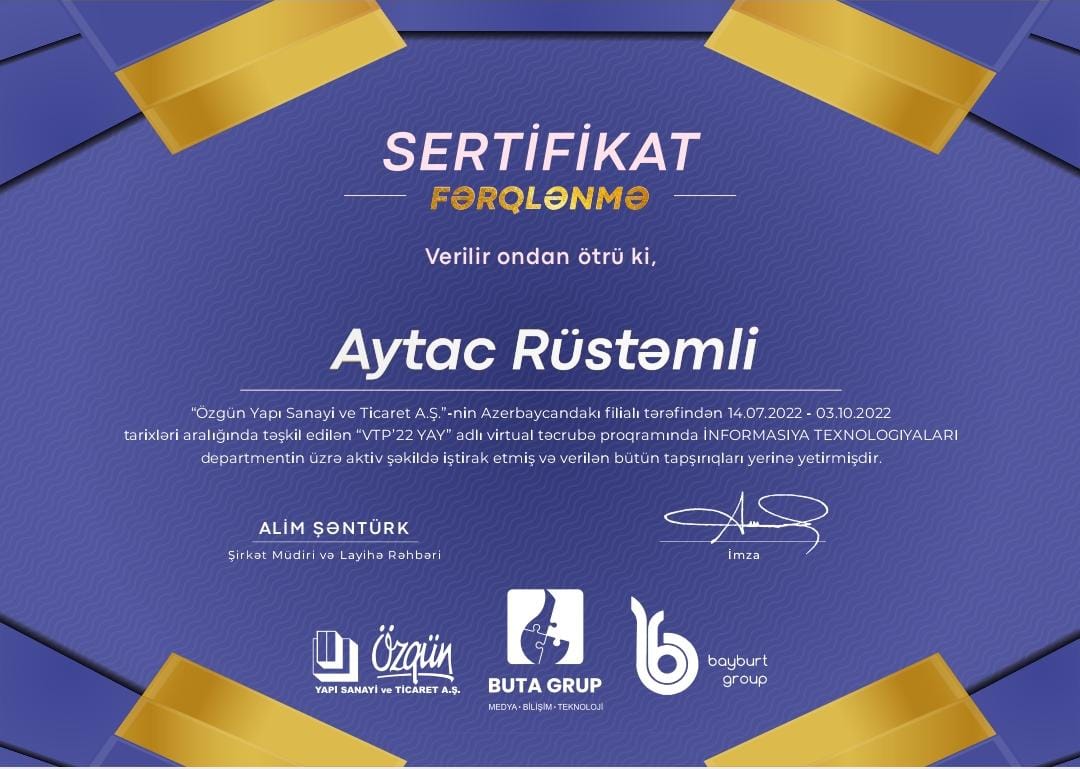 SERTİFİKAT
FƏRQLƏNMƏ
Verilir ondan ötrü ki,
Aytac Rüstəmli
“Özgün Yapı Sanayi ve Ticaret A.Ş.”-nin Azerbaycandakı filialı tərəfindən 14.07.2022 - 03.10.2022
tarixləri aralığında təşkil edilən “VTP’22 YAY” adlı virtual təcrubə proqramında İNFORMASIYA TEXNOLOGIYALARI
departmentin üzrə aktiv şəkildə iştirak etmiş və verilən bütün tapşırıqları yerinə yetirmişdir.
ALİM ŞƏNTÜRK
Şirkət Müdiri və Layihə Rəhbəri
İmza
Özgün
YAPI SANAYİ ve TİCARET A.Ş.
BUTA GRUP
MEDYA • BİLİŞİM • TEKNOLOJİ
bayburt
group